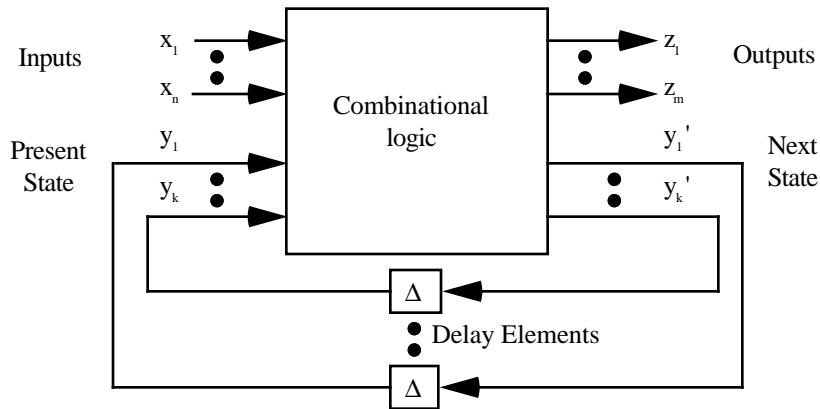 Inputs
x₁
xₙ
Present
State
y₁
yₖ
Combinational
logic
z₁
zₘ
Outputs
y₁'
yₖ'
Next
State
Δ
Delay Elements
Δ